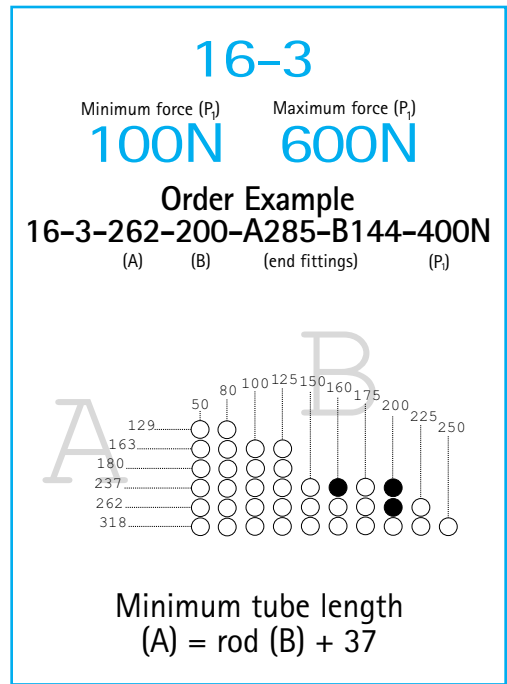 16-3
Minimum force (P₁) Maximum force (P₁)
100N 600N
Order Example
16-3-262-200-A285-B144-400N
(A) (B) (end fittings) (P₁)
A B
50 80 100 125 150 160 175 200 225 250
129
163
180
237
262
318
Minimum tube length
(A) = rod (B) + 37